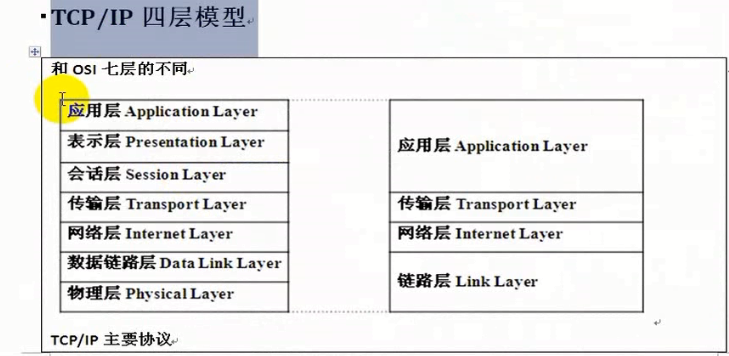 TCP/IP 四层模型
和 OSI 七层的不同
应用层 Application Layer
表示层 Presentation Layer
会话层 Session Layer
传输层 Transport Layer
网络层 Internet Layer
数据链路层 Data Link Layer
物理层 Physical Layer
应用层 Application Layer
传输层 Transport Layer
网络层 Internet Layer
链路层 Link Layer
TCP/IP 主要协议